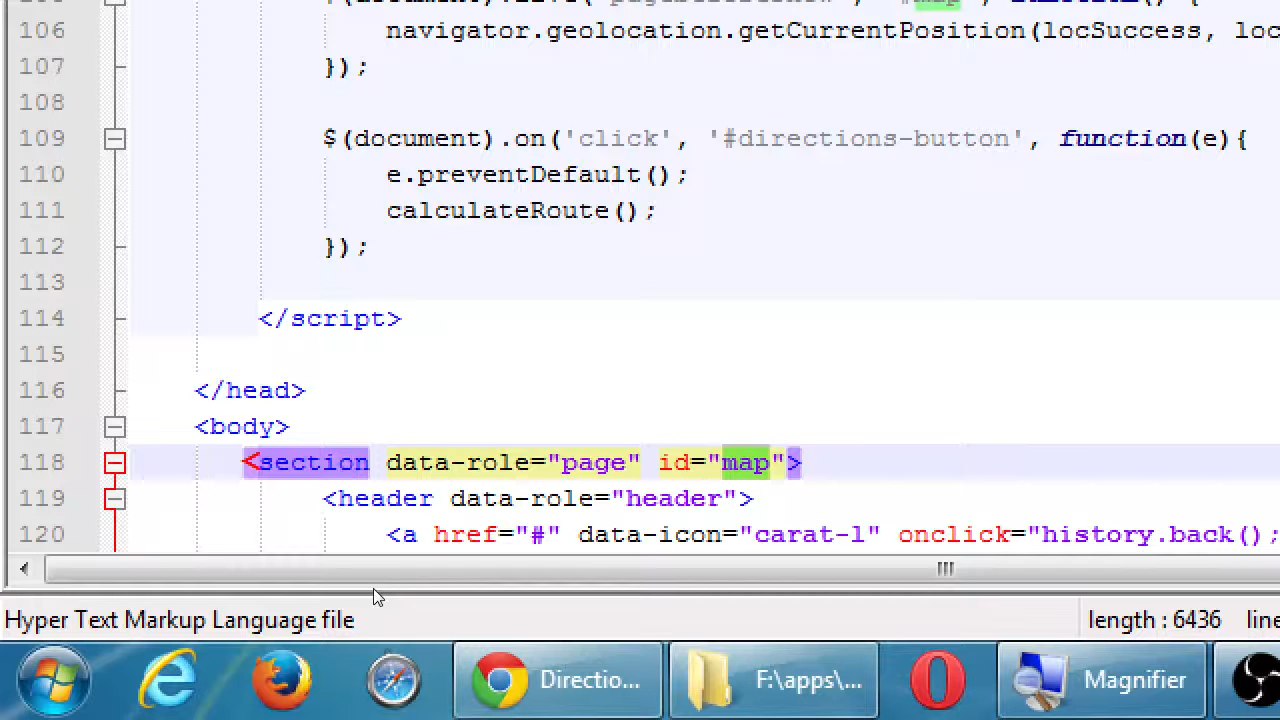 106 navigator.geolocation.getCurrentPosition(locSuccess, loc
107 });
108
109 $(document).on('click', '#directions-button', function(e){
110 e.preventDefault();
111 calculateRoute();
112 });
113
114 </script>
115
116 </head>
117 <body>
118 <section data-role="page" id="map">
119 <header data-role="header">
120 <a href="#" data-icon="carat-l" onclick="history.back();
Hyper Text Markup Language file length : 6436 line
Directio... F:\apps\... Magnifier